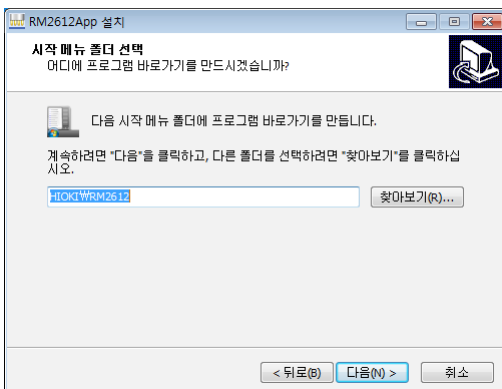 RM2612App 설치
시작 메뉴 폴더 선택
어디에 프로그램 바로가기를 만드시겠습니까?
다음 시작 메뉴 폴더에 프로그램 바로가기를 만듭니다.
계속하려면 "다음"을 클릭하고, 다른 폴더를 선택하려면 "찾아보기"를 클릭하십
시오.
HIOKI₩RM2612
찾아보기(R)...
< 뒤로(B)
다음(N) >
취소